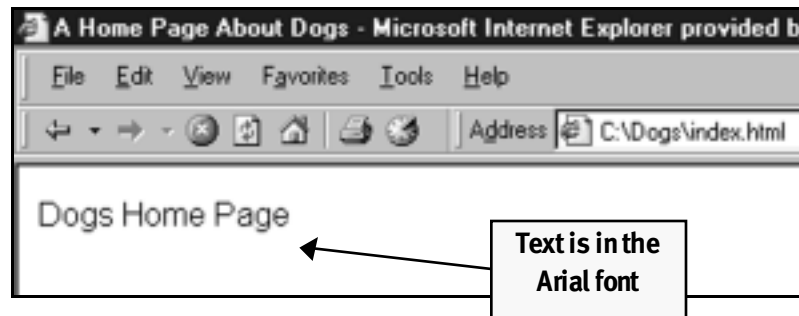 A Home Page About Dogs - Microsoft Internet Explorer provided b
File Edit View Favorites Tools Help
Address C:\Dogs\index.html
Dogs Home Page
Text is in the
Arial font